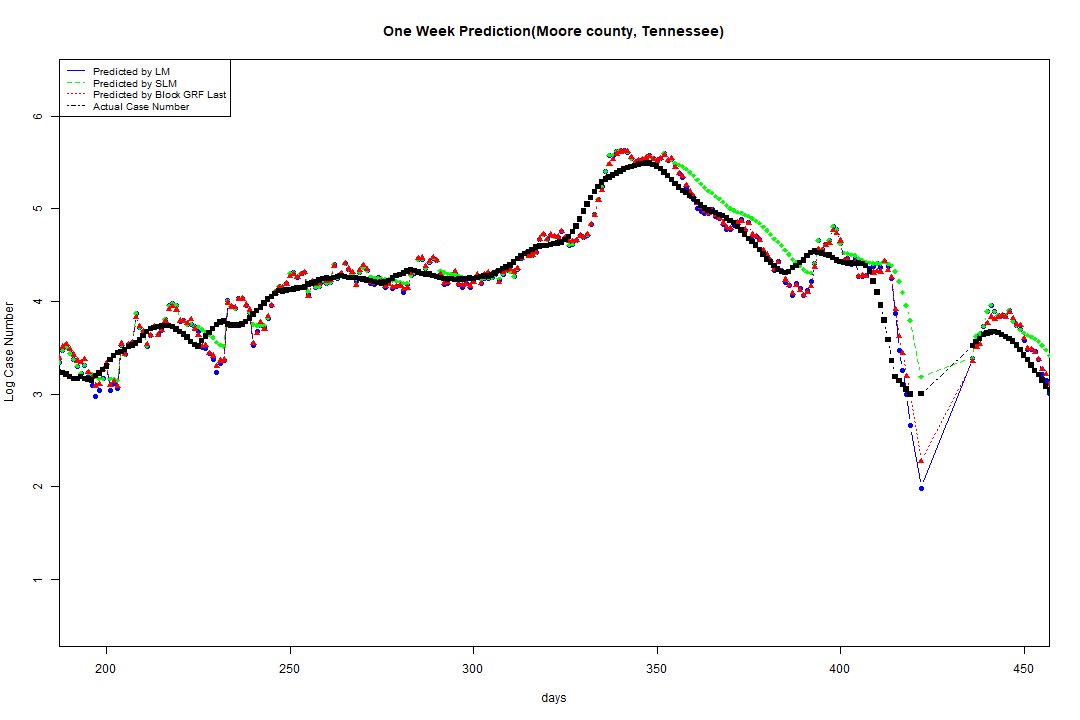 One Week Prediction(Moore county, Tennessee)
Predicted by LM
Predicted by SLM
Predicted by Block GRF Last
Actual Case Number
6
5
4
3
2
1
Log Case Number
200 250 300 350 400 450
days